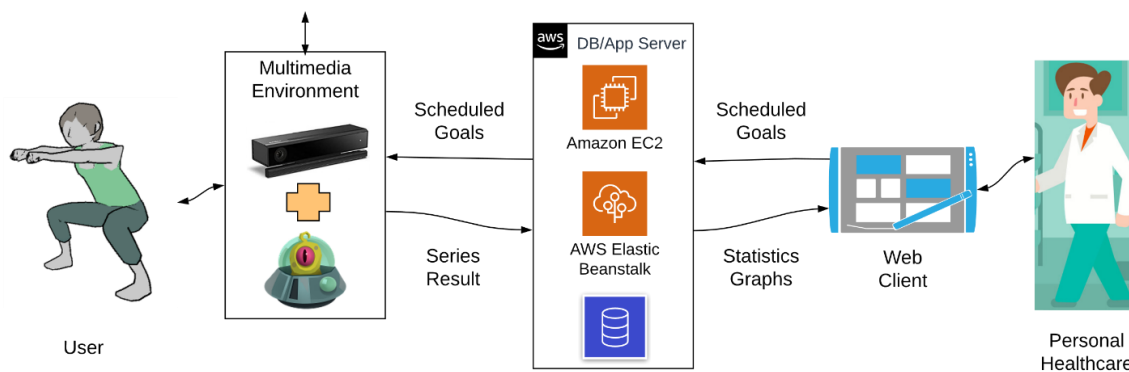 Multimedia
Environment
User
Scheduled
Goals
Series
Result
aws
DB/App Server
Amazon EC2
AWS Elastic
Beanstalk
Scheduled
Goals
Statistics
Graphs
Web
Client
Personal
Healthcare